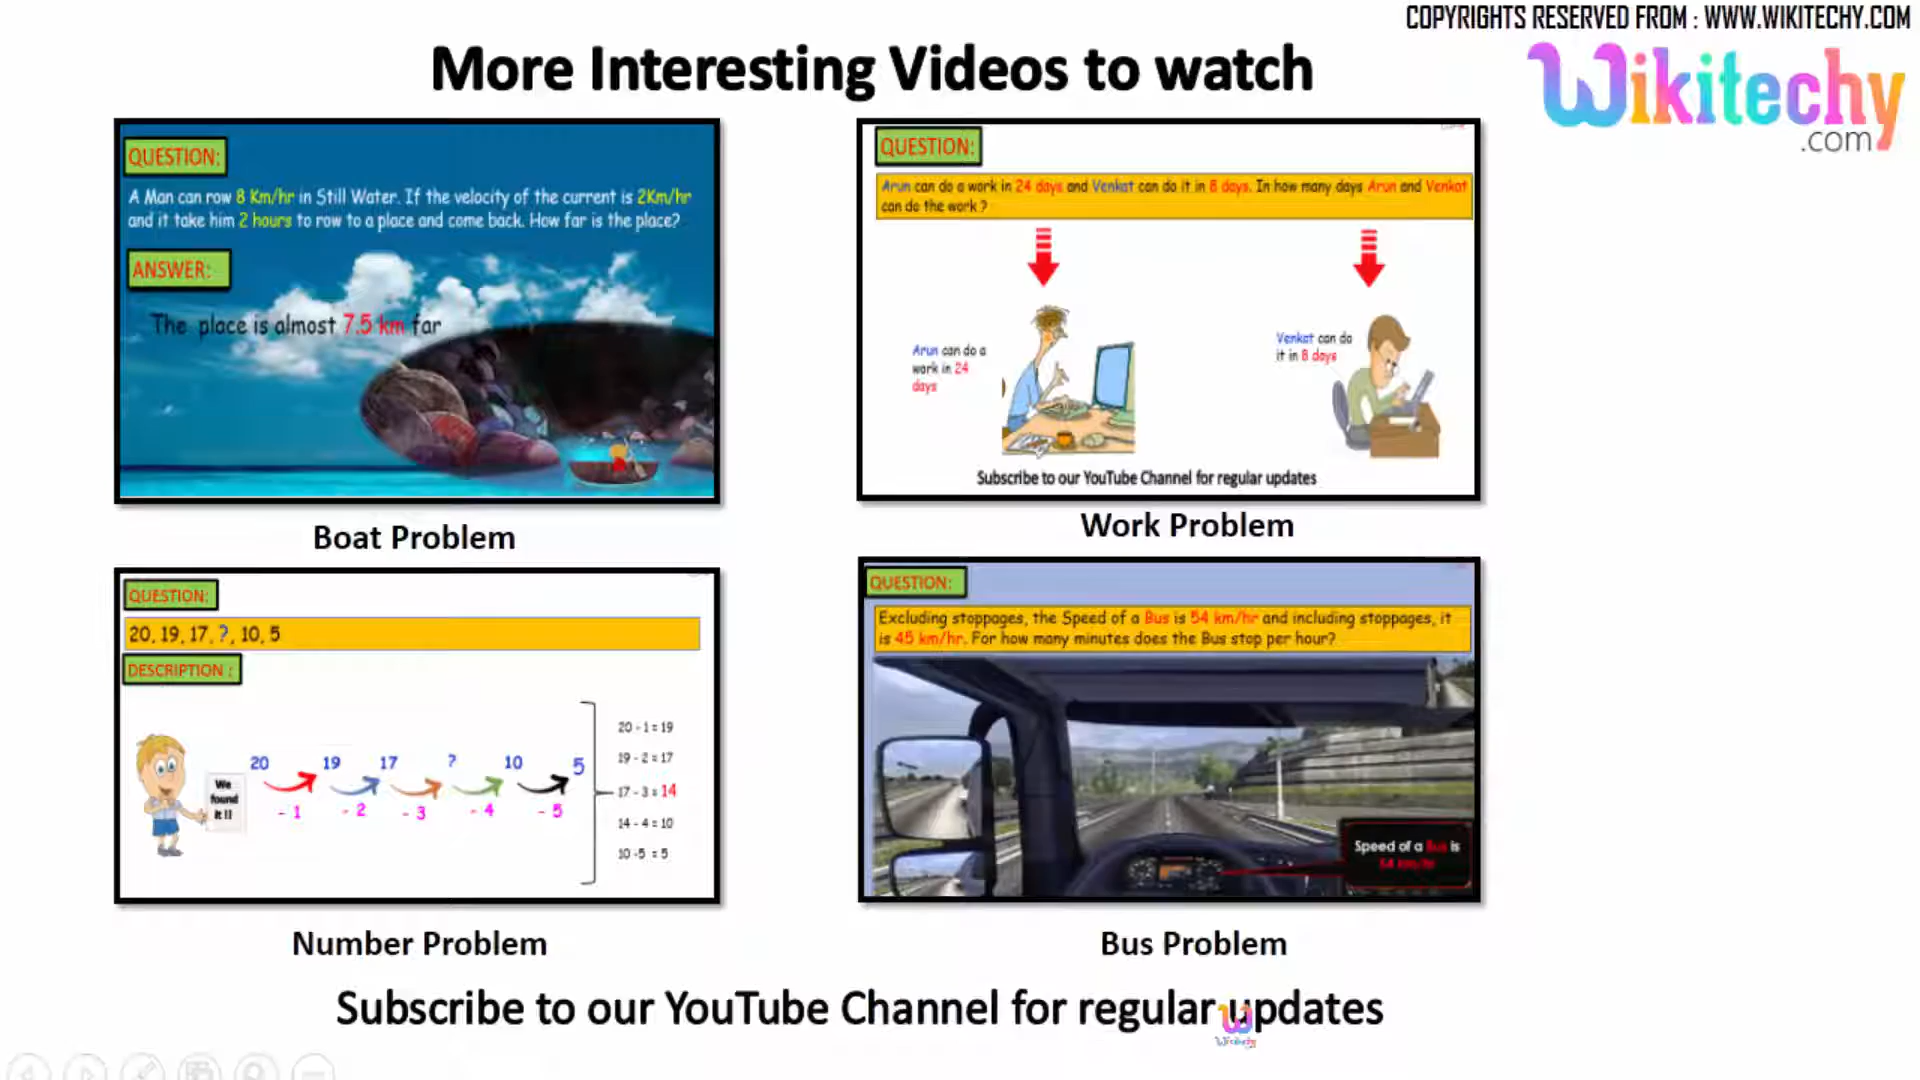 COPYRIGHTS RESERVED FROM : WWW.WIKITECHY.COM
More Interesting Videos to watch
Wikitechy
.com
QUESTION:
A Man can row 8 Km/hr in Still Water. If the velocity of the current is 2Km/hr
and it take him 2 hours to row to a place and come back. How far is the place?
ANSWER:
The place is almost 7.5 km far
Boat Problem
QUESTION:
Arun can do a work in 24 days and Venkat can do it in 8 days. In how many days Arun and Venkat
can do the work ?
Arun can do a
work in 24
days
Venkat can do
it in 8 days
Subscribe to our YouTube Channel for regular updates
Work Problem
QUESTION:
20, 19, 17, ?, 10, 5
DESCRIPTION :
We
found
it !!
20 19 17 ? 10 5
- 1 - 2 - 3 - 4 - 5
20 - 1 = 19
19 - 2 = 17
17 - 3 = 14
14 - 4 = 10
10 -5 = 5
Number Problem
QUESTION:
Excluding stoppages, the Speed of a Bus is 54 km/hr and including stoppages, it
is 45 km/hr. For how many minutes does the Bus stop per hour?
Speed of a Bus is
54 km/hr
Bus Problem
Subscribe to our YouTube Channel for regular updates
Wikitechy